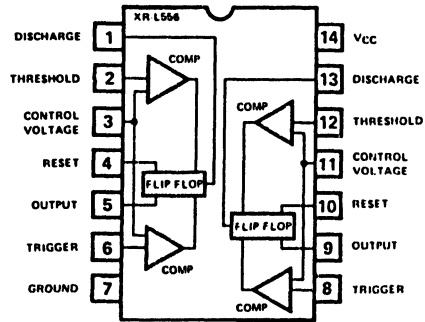 XR-L556
DISCHARGE 1
THRESHOLD 2
CONTROL VOLTAGE 3
RESET 4
OUTPUT 5
TRIGGER 6
GROUND 7
COMP
FLIP FLOP
COMP
14 VCC
13 DISCHARGE
12 THRESHOLD
11 CONTROL VOLTAGE
10 RESET
9 OUTPUT
8 TRIGGER
COMP
FLIP FLOP
COMP